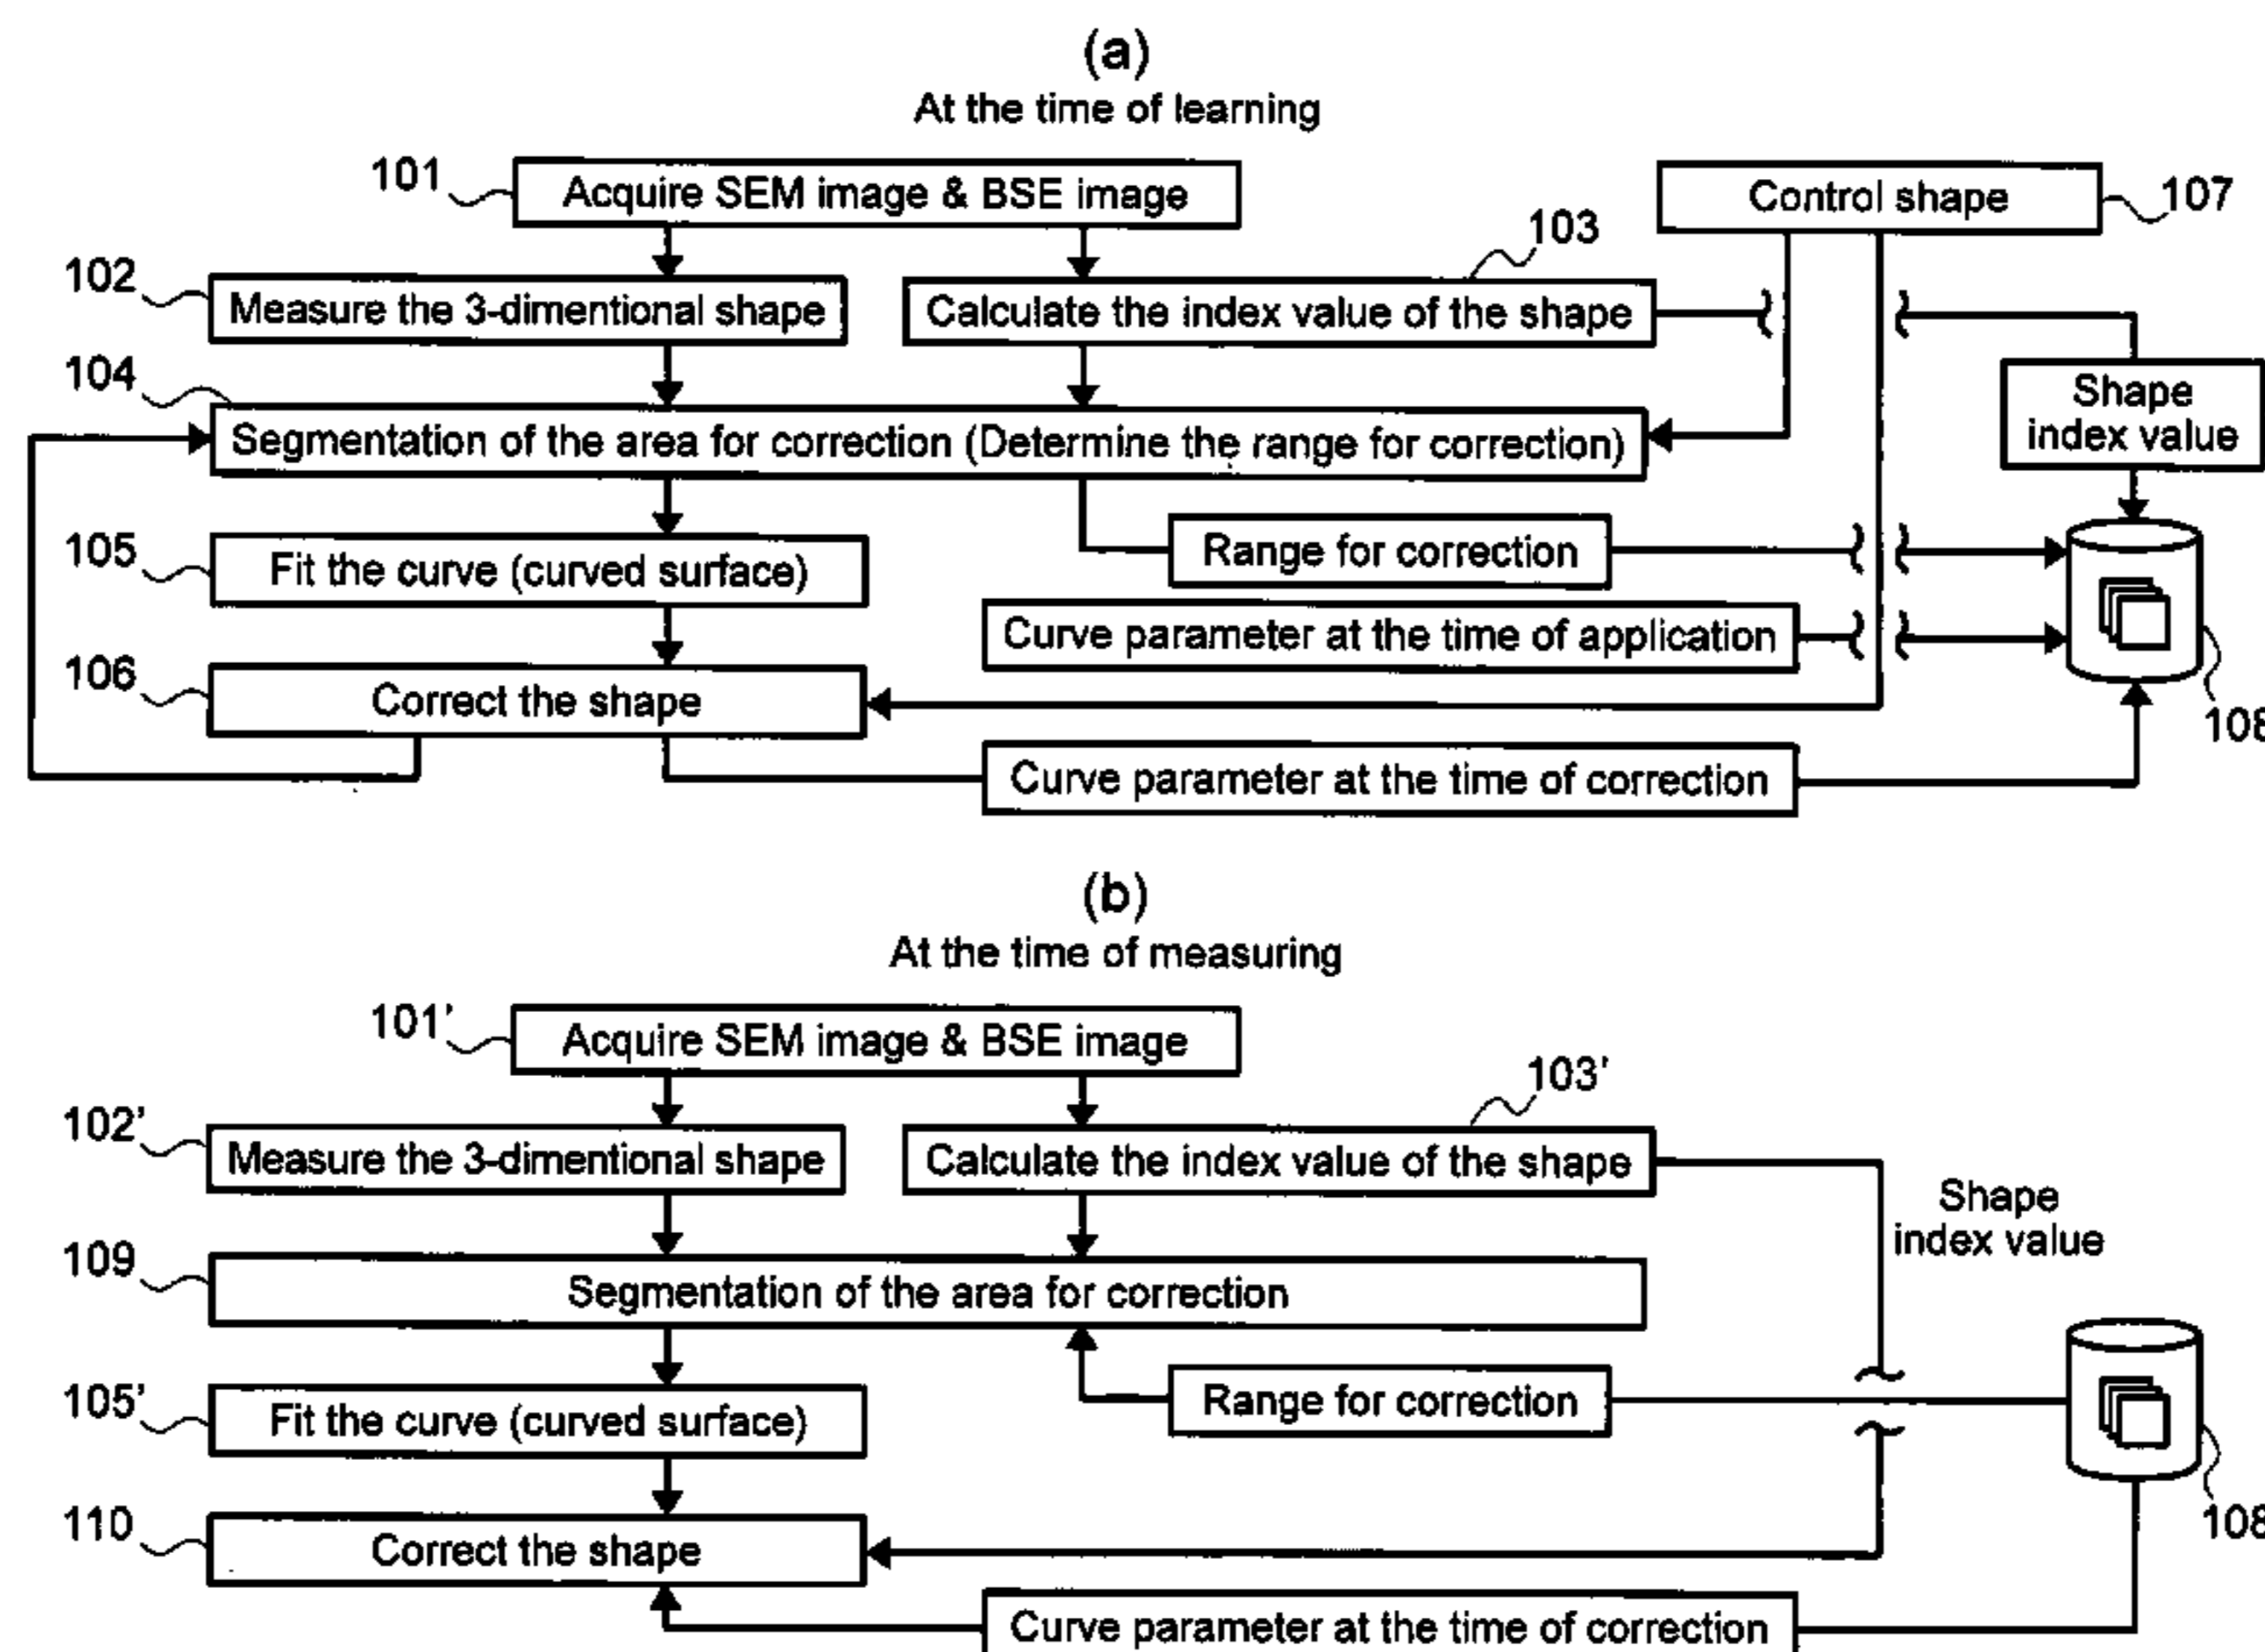 (a)
At the time of learning
101
Acquire SEM image & BSE image
Control shape
107
102
Measure the 3-dimentional shape
103
Calculate the index value of the shape
104
Segmentation of the area for correction (Determine the range for correction)
Shape
index value
105
Fit the curve (curved surface)
Range for correction
Curve parameter at the time of application
106
Correct the shape
108
Curve parameter at the time of correction
(b)
At the time of measuring
101'
Acquire SEM image & BSE image
102'
Measure the 3-dimentional shape
103'
Calculate the index value of the shape
Shape
index value
109
Segmentation of the area for correction
105'
Fit the curve (curved surface)
Range for correction
110
Correct the shape
108
Curve parameter at the time of correction